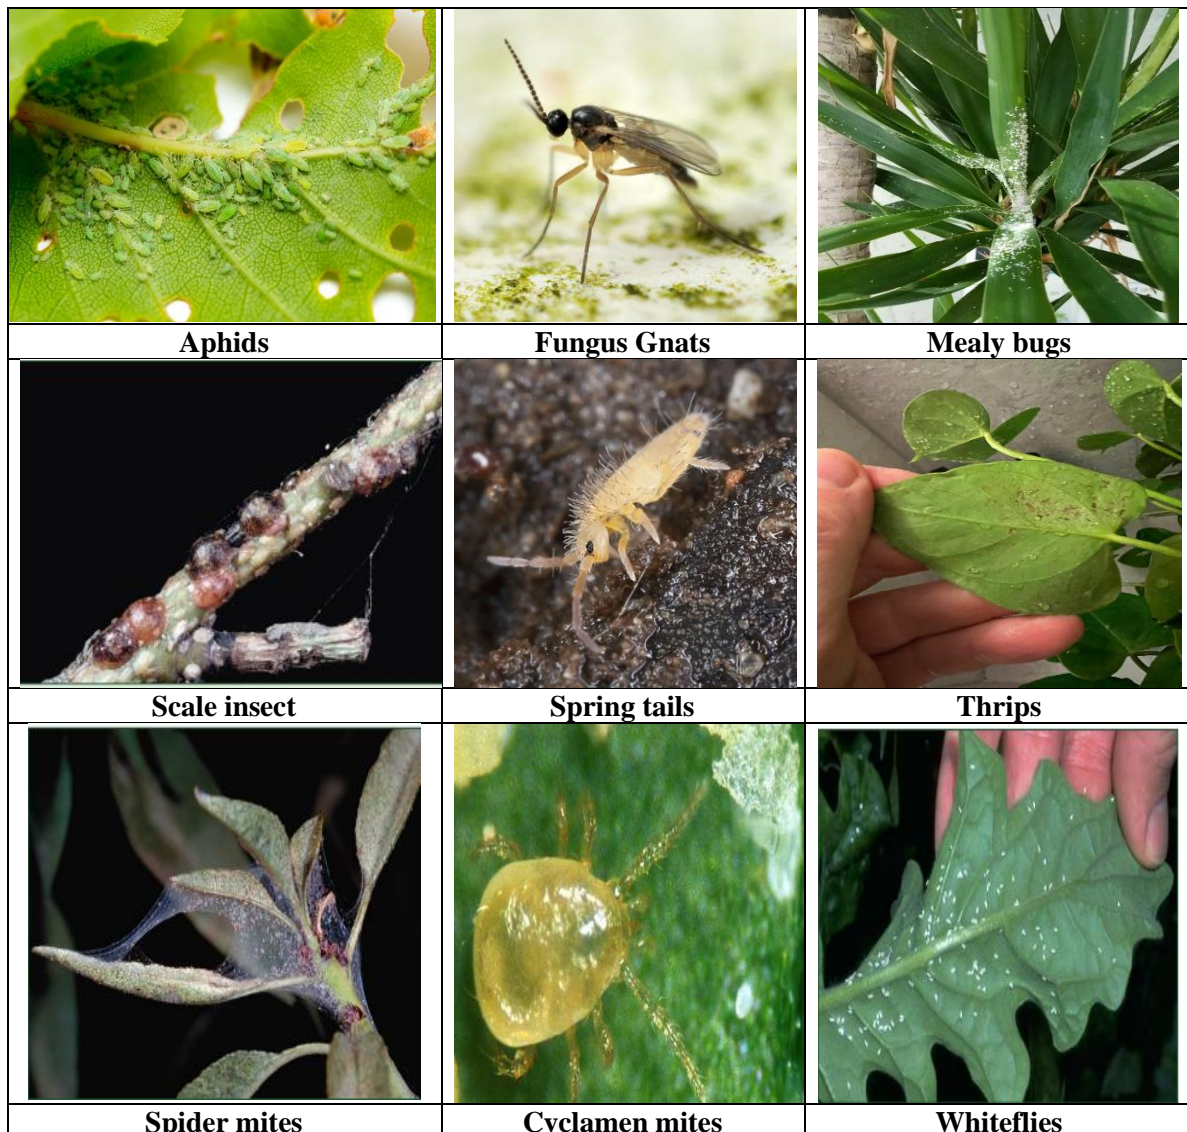 Aphids
Fungus Gnats
Mealy bugs
Scale insect
Spring tails
Thrips
Spider mites
Cyclamen mites
Whiteflies